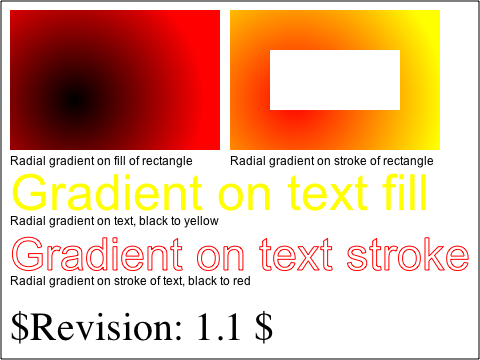 Radial gradient on fill of rectangle
Radial gradient on stroke of rectangle
Gradient on text fill
Radial gradient on text, black to yellow
Gradient on text stroke
Radial gradient on stroke of text, black to red
$Revision: 1.1 $